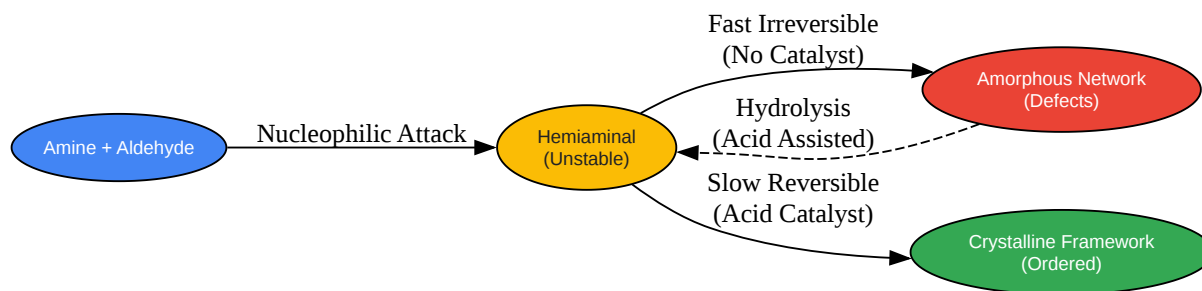 Amine + Aldehyde
Nucleophilic Attack
Hemiaminal
(Unstable)
Fast Irreversible
(No Catalyst)
Hydrolysis
(Acid Assisted)
Slow Reversible
(Acid Catalyst)
Amorphous Network
(Defects)
Crystalline Framework
(Ordered)